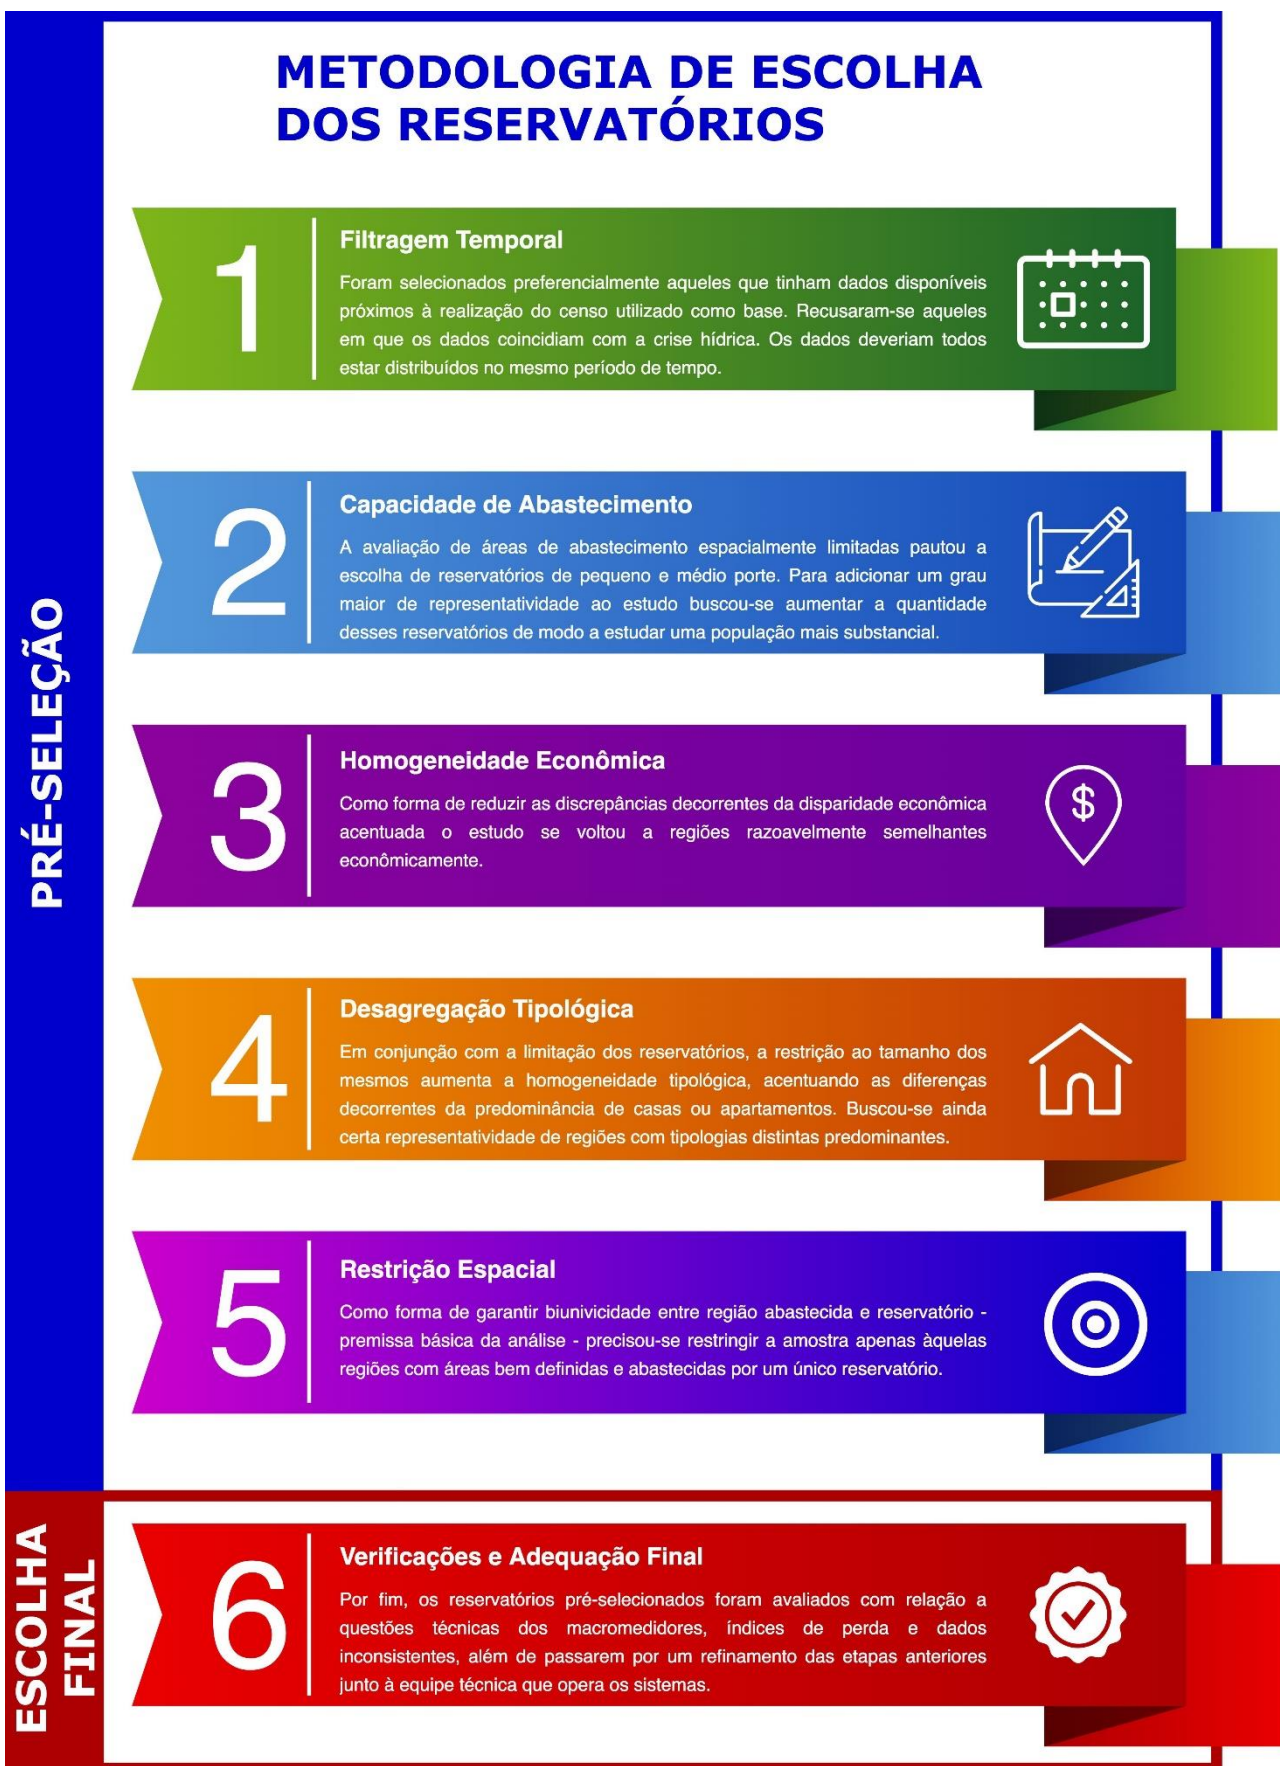 METODOLOGIA DE ESCOLHA
DOS RESERVATÓRIOS
PRÉ-SELEÇÃO
1
Filtragem Temporal
Foram selecionados preferencialmente aqueles que tinham dados disponíveis
próximos à realização do censo utilizado como base. Recusaram-se aqueles
em que os dados coincidiam com a crise hídrica. Os dados deveriam todos
estar distribuídos no mesmo período de tempo.
2
Capacidade de Abastecimento
A avaliação de áreas de abastecimento espacialmente limitadas pautou a
escolha de reservatórios de pequeno e médio porte. Para adicionar um grau
maior de representatividade ao estudo buscou-se aumentar a quantidade
desses reservatórios de modo a estudar uma população mais substancial.
3
Homogeneidade Econômica
Como forma de reduzir as discrepâncias decorrentes da disparidade econômica
acentuada o estudo se voltou a regiões razoavelmente semelhantes
econômicamente.
$
4
Desagregação Tipológica
Em conjunção com a limitação dos reservatórios, a restrição ao tamanho dos
mesmos aumenta a homogeneidade tipológica, acentuando as diferenças
decorrentes da predominância de casas ou apartamentos. Buscou-se ainda
certa representatividade de regiões com tipologias distintas predominantes.
5
Restrição Espacial
Como forma de garantir biunivicidade entre região abastecida e reservatório -
premissa básica da análise - precisou-se restringir a amostra apenas àquelas
regiões com áreas bem definidas e abastecidas por um único reservatório.
ESCOLHA
FINAL
6
Verificações e Adequação Final
Por fim, os reservatórios pré-selecionados foram avaliados com relação a
questões técnicas dos macromedidores, índices de perda e dados
inconsistentes, além de passarem por um refinamento das etapas anteriores
junto à equipe técnica que opera os sistemas.